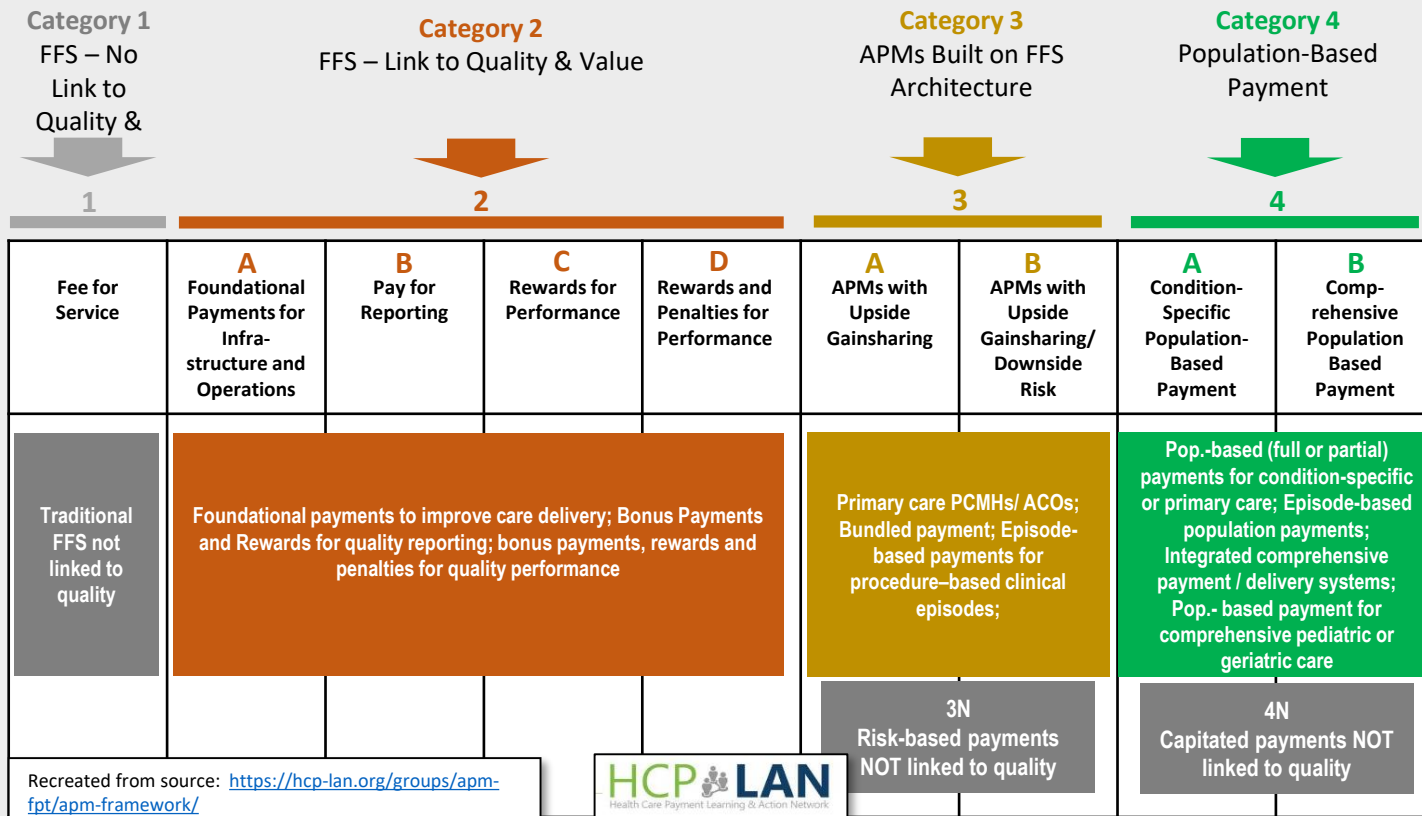 Category 1
FFS – No
Link to
Quality &
Category 2
FFS – Link to Quality & Value
Category 3
APMs Built on FFS
Architecture
Category 4
Population-Based
Payment
1
2
3
4
Fee for
Service
A
Foundational
Payments for
Infra-
structure and
Operations
B
Pay for
Reporting
C
Rewards for
Performance
D
Rewards and
Penalties for
Performance
A
APMs with
Upside
Gainsharing
B
APMs with
Upside
Gainsharing/
Downside
Risk
A
Condition-
Specific
Population-
Based
Payment
B
Comp-
rehensive
Population
Based
Payment
Traditional
FFS not
linked to
quality
Foundational payments to improve care delivery; Bonus Payments
and Rewards for quality reporting; bonus payments, rewards and
penalties for quality performance
Primary care PCMHs/ ACOs;
Bundled payment; Episode-
based payments for
procedure–based clinical
episodes;
Pop.-based (full or partial)
payments for condition-specific
or primary care; Episode-based
population payments;
Integrated comprehensive
payment / delivery systems;
Pop.- based payment for
comprehensive pediatric or
geriatric care
3N
Risk-based payments
NOT linked to quality
4N
Capitated payments NOT
linked to quality
Recreated from source: https://hcp-lan.org/groups/apm-
fpt/apm-framework/
HCP LAN
Health Care Payment Learning & Action Network